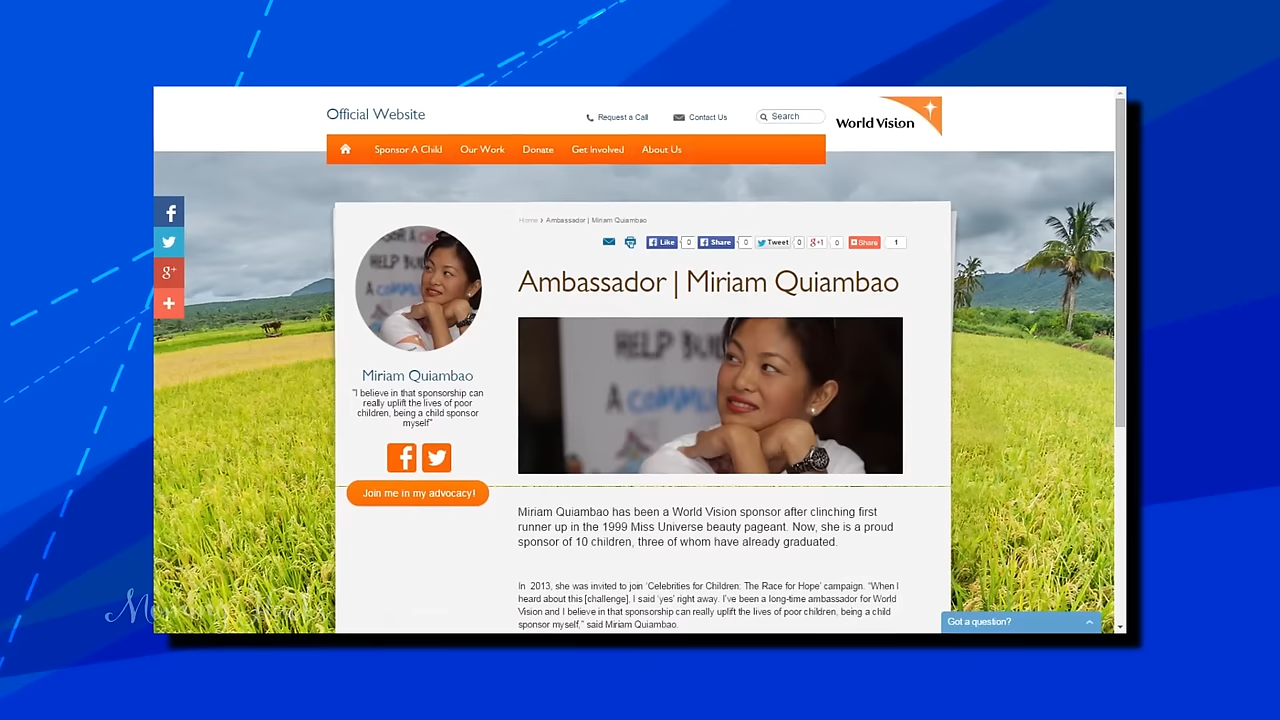 Official Website
Request a Call
Contact Us
Search
World Vision
Sponsor A Child
Our Work
Donate
Get involved
About Us
Home › Ambassador | Miriam Quiambao
Like 0
Share 0
Tweet 0
g+1 0
Share 1
Ambassador | Miriam Quiambao
HELP BUI
A COMMU
HELP BUIL
A COMMU
Miriam Quiambao
"I believe in that sponsorship can
really uplift the lives of poor
children, being a child sponsor
myself"
Join me in my advocacy!
Miriam Quiambao has been a World Vision sponsor after clinching first
runner up in the 1999 Miss Universe beauty pageant. Now, she is a proud
sponsor of 10 children, three of whom have already graduated.
In 2013, she was invited to join 'Celebrities for Children: The Race for Hope' campaign. "When I
heard about this [challenge], I said 'yes' right away. I've been a long-time ambassador for World
Vision and I believe in that sponsorship can really uplift the lives of poor children, being a child
sponsor myself," said Miriam Quiambao.
Got a question?